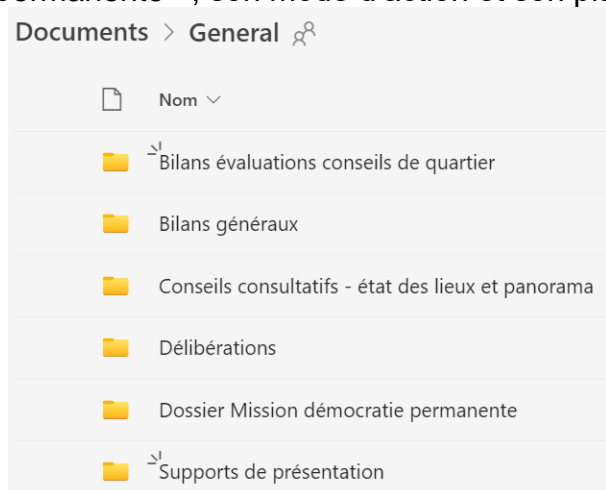 Documents > General
Nom
Bilans évaluations conseils de quartier
Bilans généraux
Conseils consultatifs - état des lieux et panorama
Délibérations
Dossier Mission démocratie permanente
Supports de présentation